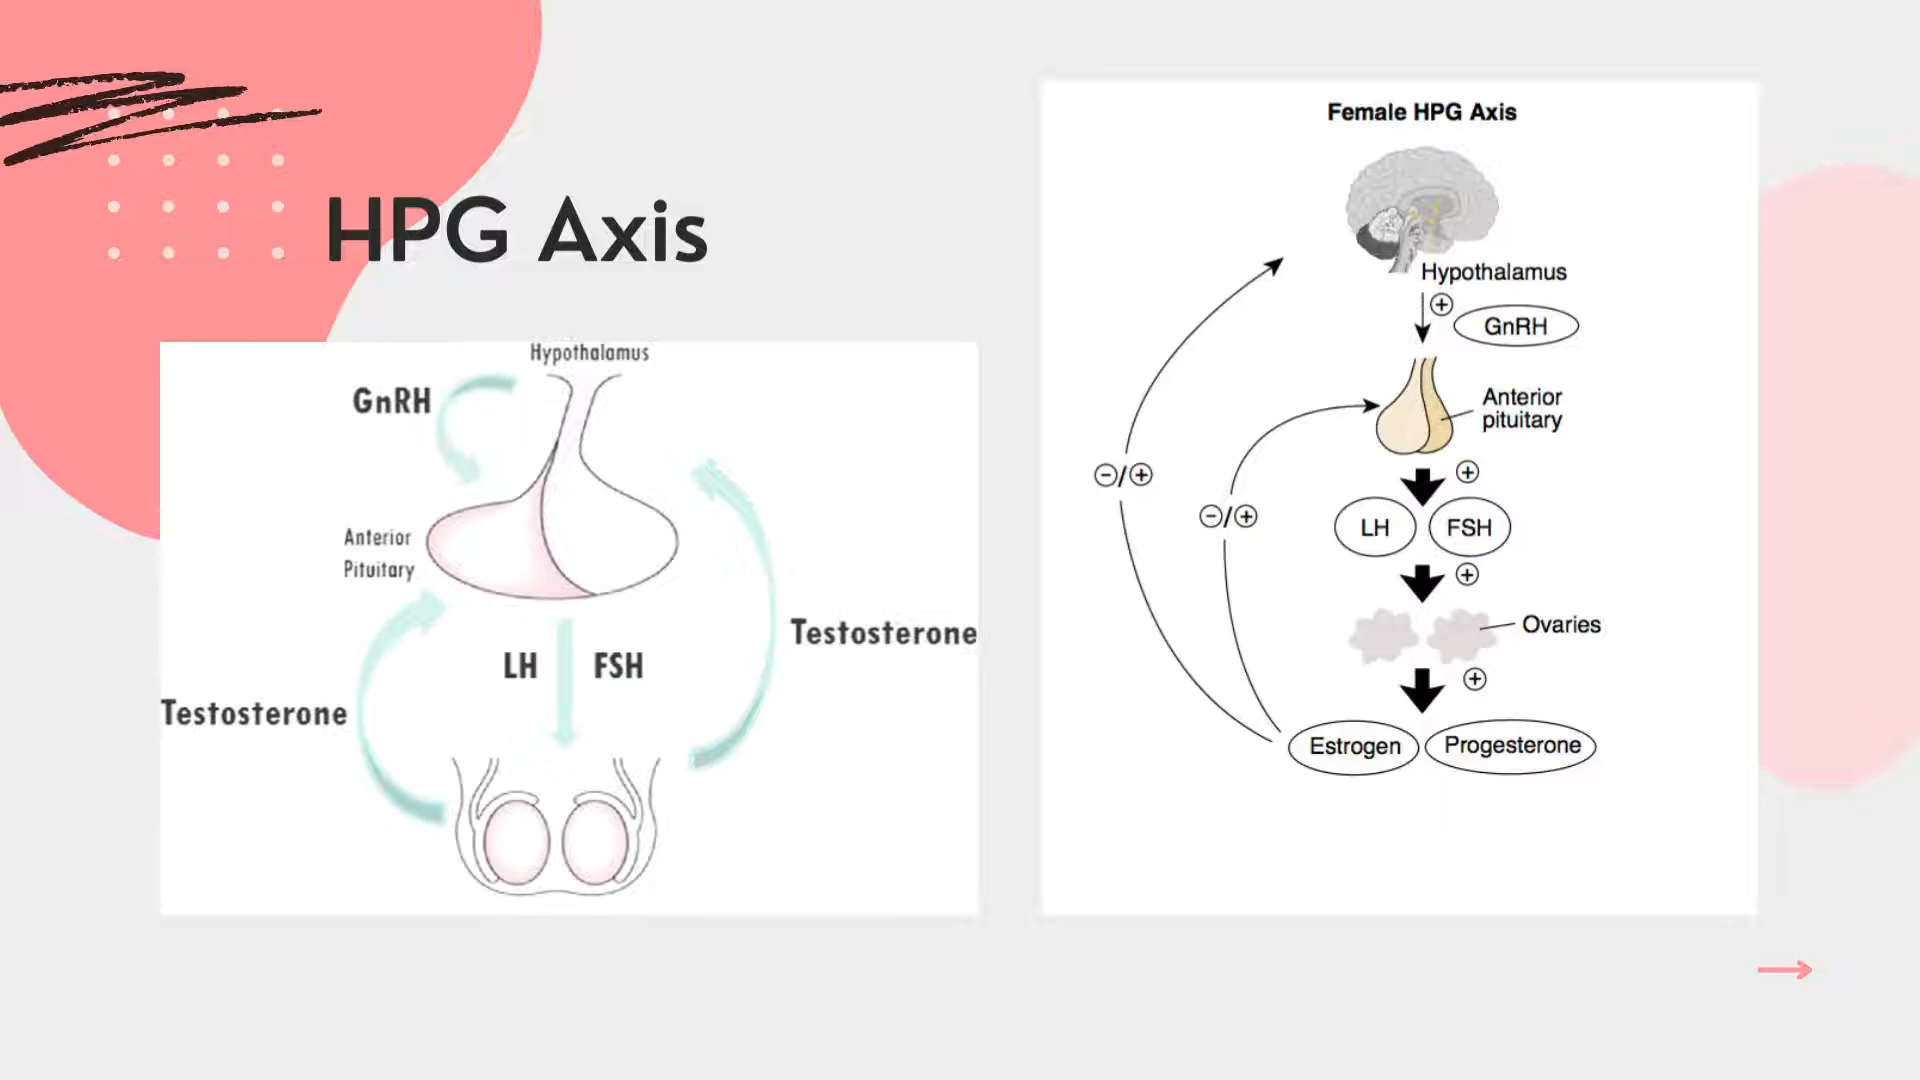 HPG Axis
Hypothalamus
GnRH
Anterior
Pituitary
LH FSH
Testosterone
Testosterone
Female HPG Axis
Hypothalamus
+
GnRH
Anterior
pituitary
+
−/+
−/+
LH FSH
+
Ovaries
+
Estrogen Progesterone